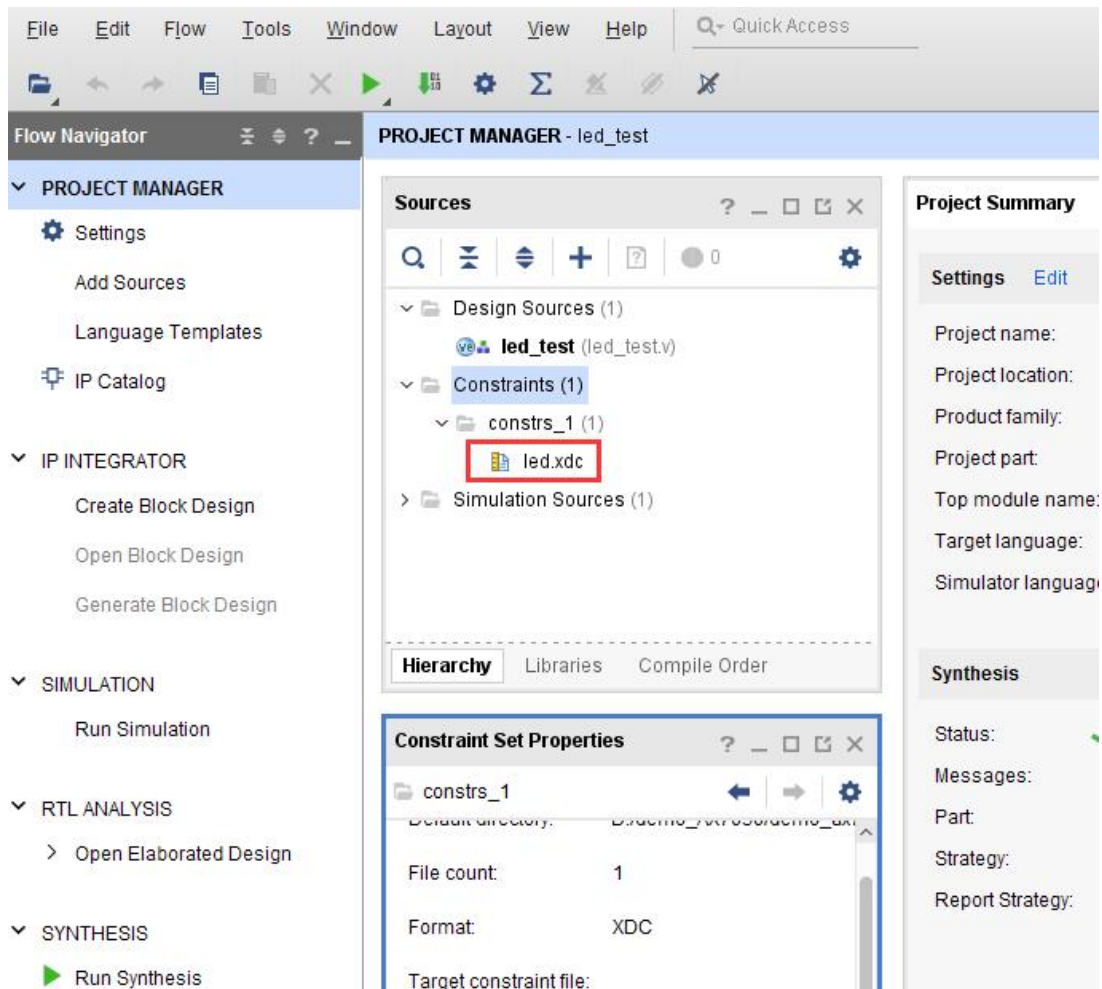 File Edit Flow Tools Window Layout View Help Quick Access
Flow Navigator
PROJECT MANAGER
Settings
Add Sources
Language Templates
IP Catalog
IP INTEGRATOR
Create Block Design
Open Block Design
Generate Block Design
SIMULATION
Run Simulation
RTL ANALYSIS
Open Elaborated Design
SYNTHESIS
Run Synthesis
PROJECT MANAGER - led_test
Sources
0
Design Sources (1)
led_test (led_test.v)
Constraints (1)
constrs_1 (1)
led.xdc
Simulation Sources (1)
Hierarchy Libraries Compile Order
Constraint Set Properties
constrs_1
File count: 1
Format: XDC
Target constraint file:
Project Summary
Settings Edit
Project name:
Project location:
Product family:
Project part:
Top module name:
Target language:
Simulator language
Synthesis
Status:
Messages:
Part:
Strategy:
Report Strategy: